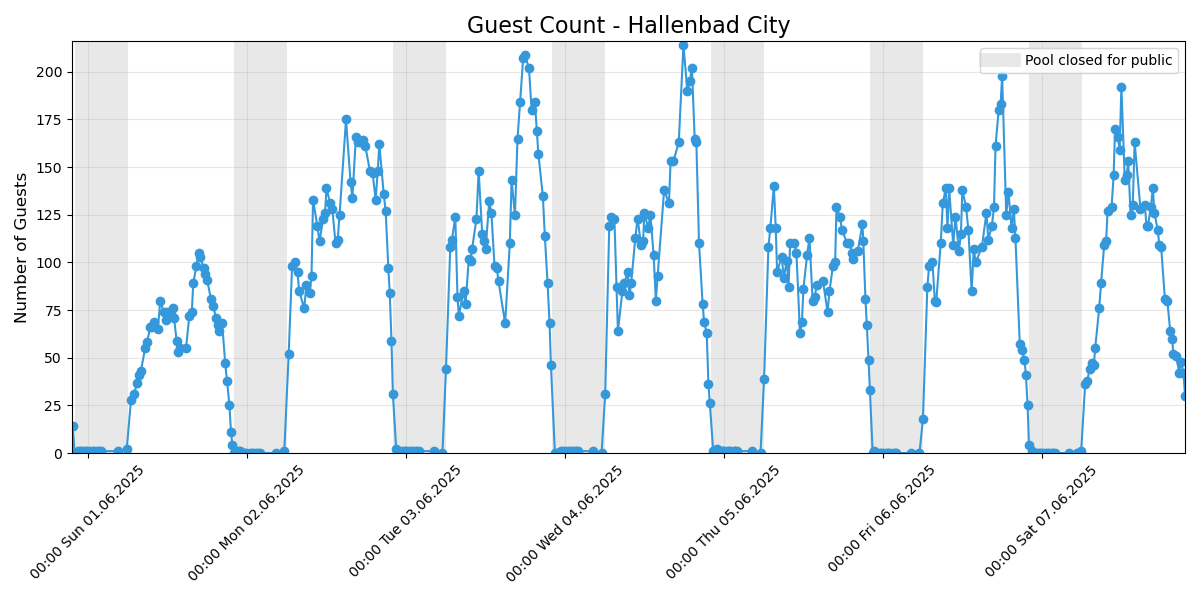 Guest Count - Hallenbad City
Pool closed for public
Number of Guests
200
175
150
125
100
75
50
25
0
00:00 Sun 01.06.2025
00:00 Mon 02.06.2025
00:00 Tue 03.06.2025
00:00 Wed 04.06.2025
00:00 Thu 05.06.2025
00:00 Fri 06.06.2025
00:00 Sat 07.06.2025